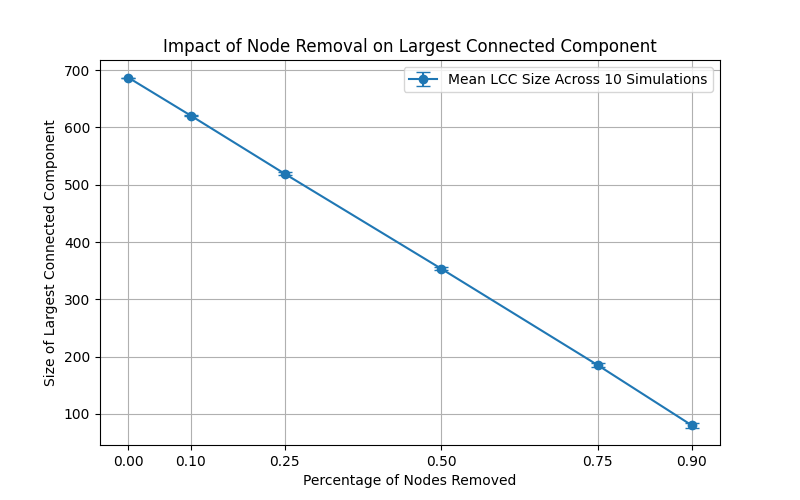 Impact of Node Removal on Largest Connected Component
Mean LCC Size Across 10 Simulations
Size of Largest Connected Component
700
600
500
400
300
200
100
0.00 0.10 0.25 0.50 0.75 0.90
Percentage of Nodes Removed